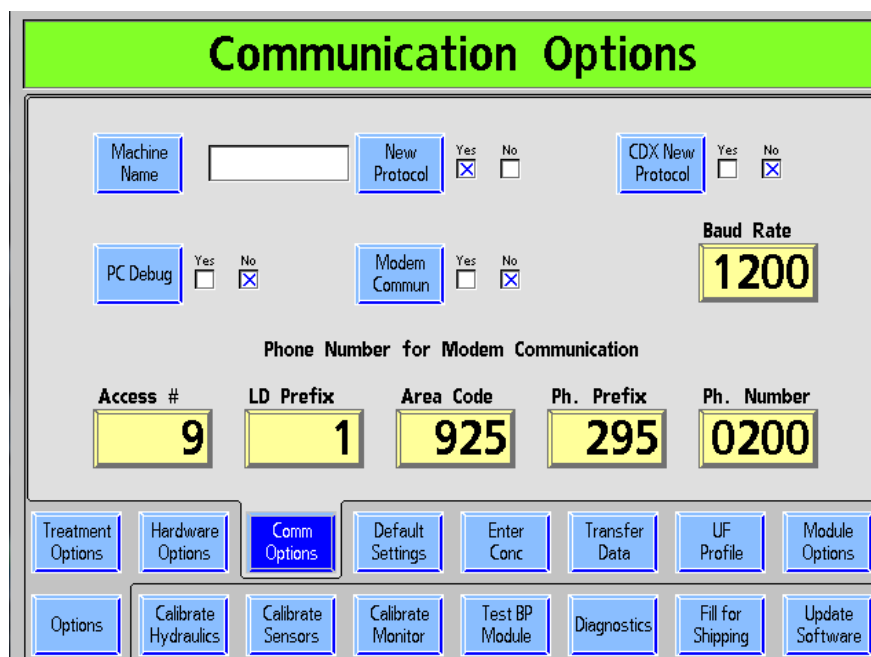 Communication Options
Machine Name
New Protocol
Yes No
CDX New Protocol
Yes No
Baud Rate
1200
PC Debug
Yes No
Modem Commun
Yes No
Phone Number for Modem Communication
Access # LD Prefix Area Code Ph. Prefix Ph. Number
9 1 925 295 0200
Treatment Options
Hardware Options
Comm Options
Default Settings
Enter Conc
Transfer Data
UF Profile
Module Options
Options
Calibrate Hydraulics
Calibrate Sensors
Calibrate Monitor
Test BP Module
Diagnostics
Fill for Shipping
Update Software